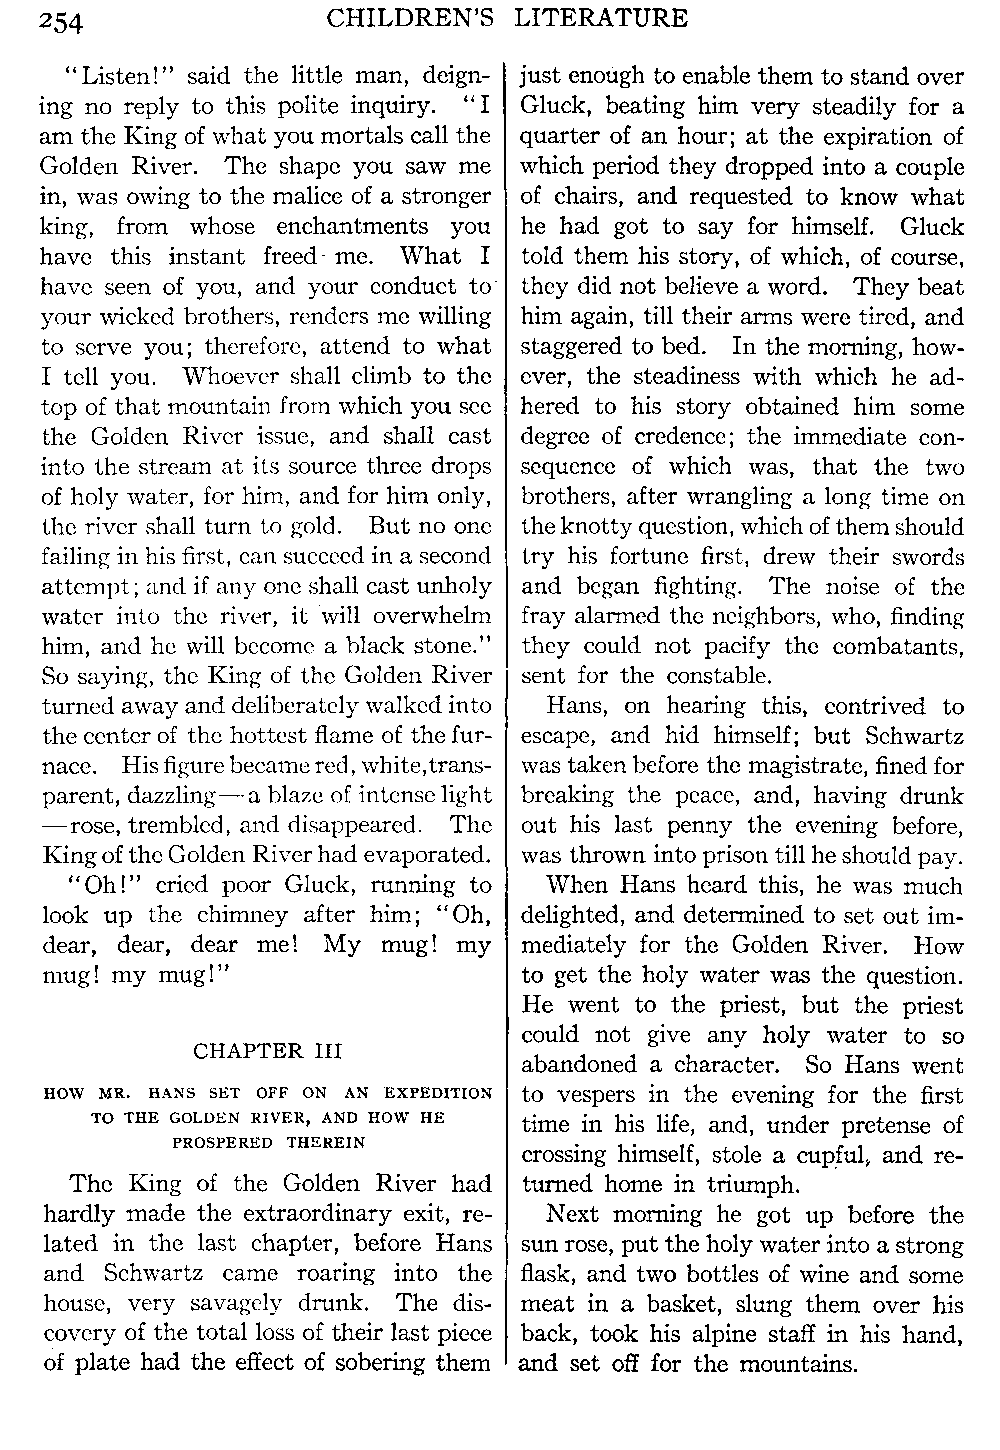 254 CHILDREN'S LITERATURE
"Listen!" said the little man, deign-
ing no reply to this polite inquiry. "I
am the King of what you mortals call the
Golden River. The shape you saw me
in, was owing to the malice of a stronger
king, from whose enchantments you
have this instant freed me. What I
have seen of you, and your conduct to
your wicked brothers, renders me willing
to serve you; therefore, attend to what
I tell you. Whoever shall climb to the
top of that mountain from which you see
the Golden River issue, and shall cast
into the stream at its source three drops
of holy water, for him, and for him only,
the river shall turn to gold. But no one
failing in his first, can succeed in a second
attempt; and if any one shall cast unholy
water into the river, it will overwhelm
him, and he will become a black stone."
So saying, the King of the Golden River
turned away and deliberately walked into
the center of the hottest flame of the fur-
nace. His figure became red, white, trans-
parent, dazzling—a blaze of intense light
—rose, trembled, and disappeared. The
King of the Golden River had evaporated.
"Oh!" cried poor Gluck, running to
look up the chimney after him; "Oh,
dear, dear, dear me! My mug! my
mug! my mug!"
CHAPTER III
HOW MR. HANS SET OFF ON AN EXPEDITION
TO THE GOLDEN RIVER, AND HOW HE
PROSPERED THEREIN
The King of the Golden River had
hardly made the extraordinary exit, re-
lated in the last chapter, before Hans
and Schwartz came roaring into the
house, very savagely drunk. The dis-
covery of the total loss of their last piece
of plate had the effect of sobering them
just enough to enable them to stand over
Gluck, beating him very steadily for a
quarter of an hour; at the expiration of
which period they dropped into a couple
of chairs, and requested to know what
he had got to say for himself. Gluck
told them his story, of which, of course,
they did not believe a word. They beat
him again, till their arms were tired, and
staggered to bed. In the morning, how-
ever, the steadiness with which he ad-
hered to his story obtained him some
degree of credence; the immediate con-
sequence of which was, that the two
brothers, after wrangling a long time on
the knotty question, which of them should
try his fortune first, drew their swords
and began fighting. The noise of the
fray alarmed the neighbors, who, finding
they could not pacify the combatants,
sent for the constable.
Hans, on hearing this, contrived to
escape, and hid himself; but Schwartz
was taken before the magistrate, fined for
breaking the peace, and, having drunk
out his last penny the evening before,
was thrown into prison till he should pay.
When Hans heard this, he was much
delighted, and determined to set out im-
mediately for the Golden River. How
to get the holy water was the question.
He went to the priest, but the priest
could not give any holy water to so
abandoned a character. So Hans went
to vespers in the evening for the first
time in his life, and, under pretense of
crossing himself, stole a cupful, and re-
turned home in triumph.
Next morning he got up before the
sun rose, put the holy water into a strong
flask, and two bottles of wine and some
meat in a basket, slung them over his
back, took his alpine staff in his hand,
and set off for the mountains.